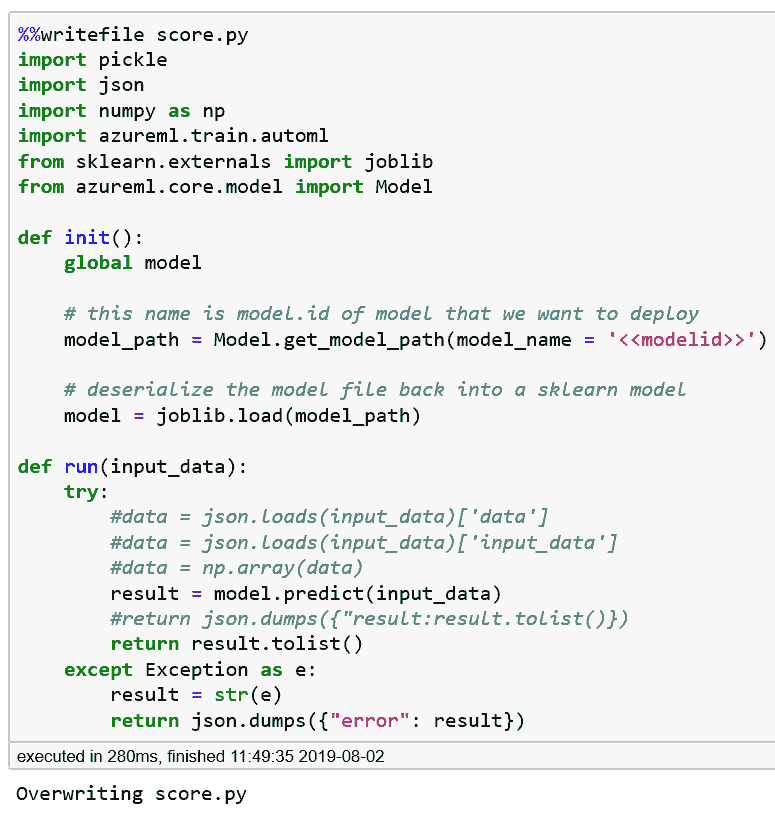 %%writefile score.py
import pickle
import json
import numpy as np
import azureml.train.automl
from sklearn.externals import joblib
from azureml.core.model import Model

def init():
    global model

    # this name is model.id of model that we want to deploy
    model_path = Model.get_model_path(model_name = '<<modelid>>')

    # deserialize the model file back into a sklearn model
    model = joblib.load(model_path)

def run(input_data):
    try:
        #data = json.loads(input_data)['data']
        #data = json.loads(input_data)['input_data']
        #data = np.array(data)
        result = model.predict(input_data)
        #return json.dumps({"result:result.tolist()})
        return result.tolist()
    except Exception as e:
        result = str(e)
        return json.dumps({"error": result})
executed in 280ms, finished 11:49:35 2019-08-02
Overwriting score.py